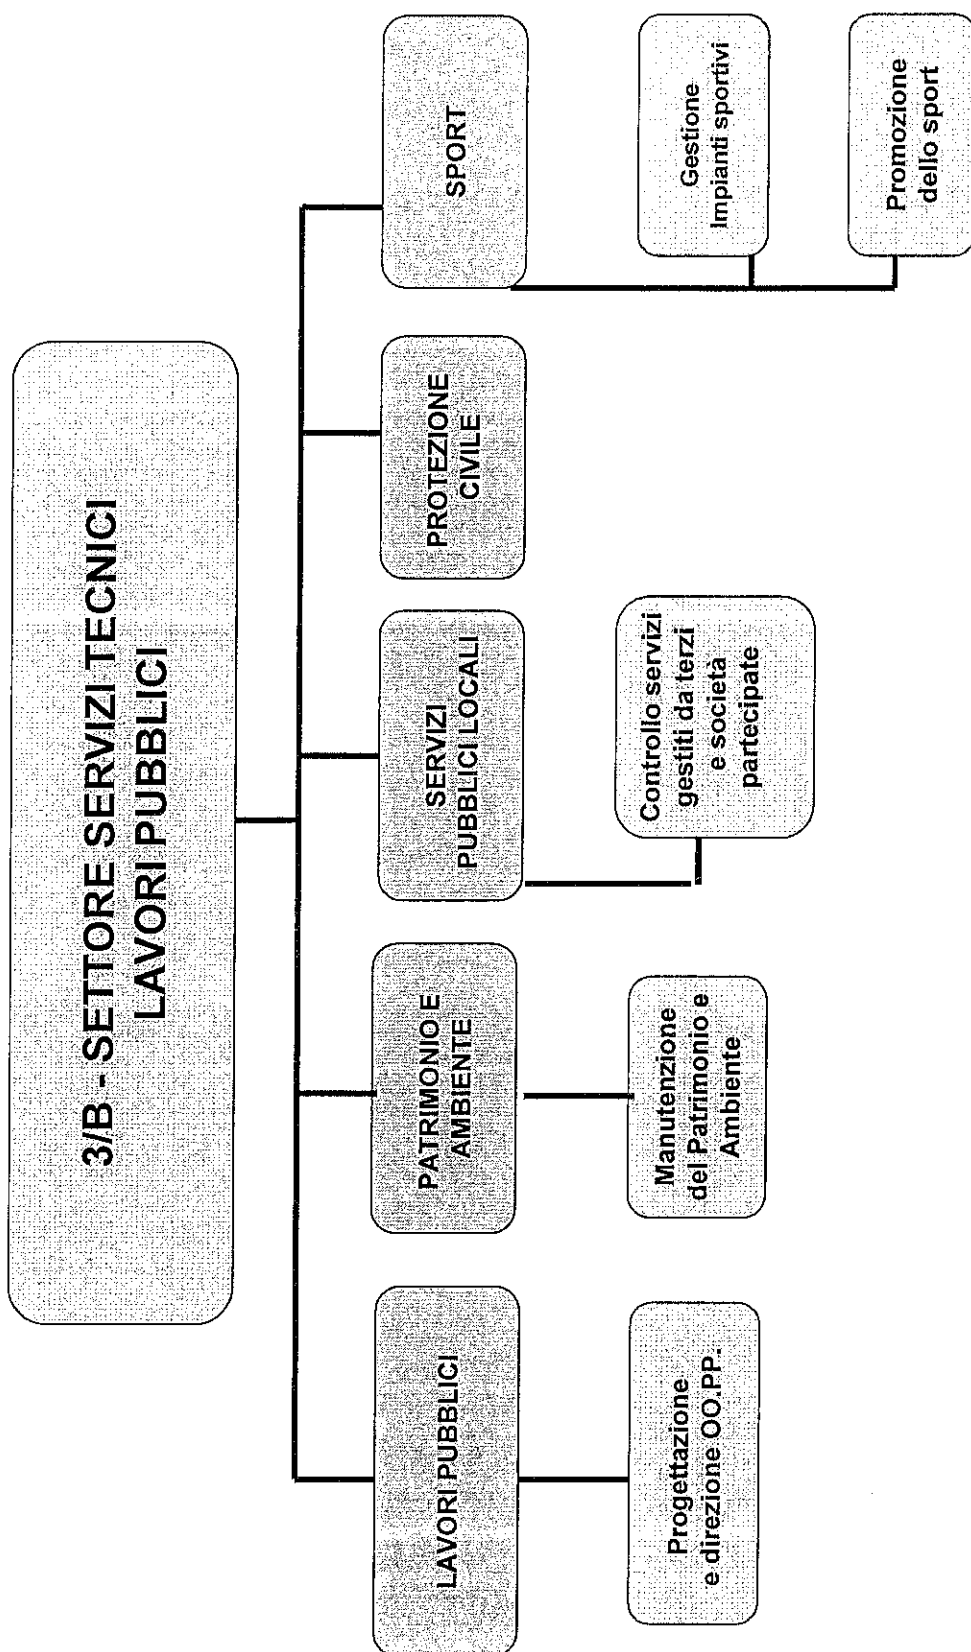 3/B - SETTORE SERVIZI TECNICI
LAVORI PUBBLICI
LAVORI PUBBLICI
PATRIMONIO E
AMBIENTE
SERVIZI
PUBBLICI LOCALI
PROTEZIONE
CIVILE
SPORT
Progettazione
e direzione OO.PP.
Manutenzione
del Patrimonio e
Ambiente
Controllo servizi
gestiti da terzi
e società
partecipate
Gestione
Impianti sportivi
Promozione
dello sport